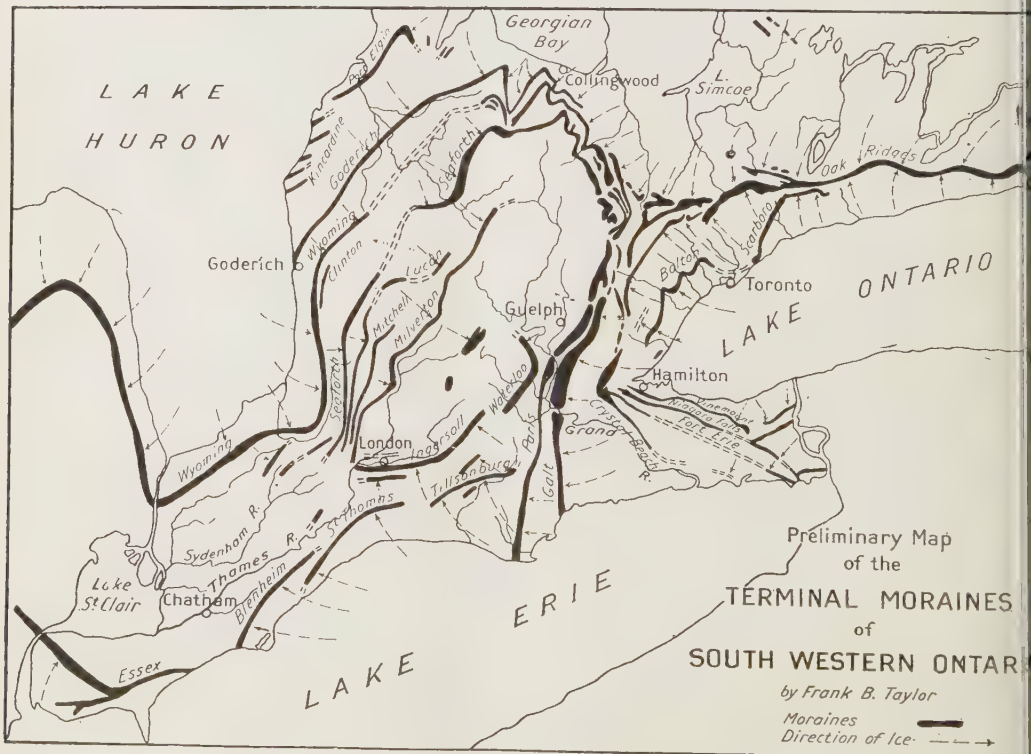 Georgian
Bay
Port Elgin
Collingwood
L.
Simcoe
LAKE
HURON
Kincardine
Goderich
Seaforth
Oak Ridges
Wyoming
Clinton
Scarboro
Goderich
Lucan
Bolton
Toronto
LAKE ONTARIO
Mitchell
Milverton
Guelph
Seaforth
Waterloo
Hamilton
Vinemount
Niagara Falls
Fort Erie
Crystal Beach
Grand R.
Paris
Galt
Wyoming
London
Ingersoll
Tillsonburg
St Thomas
Sydenham R.
Thames R.
Blenheim
Lake
St Clair
Chatham
Essex
LAKE ERIE
Preliminary Map
of the
TERMINAL MORAINES
of
SOUTH WESTERN ONTAR
by Frank B. Taylor
Moraines
Direction of Ice